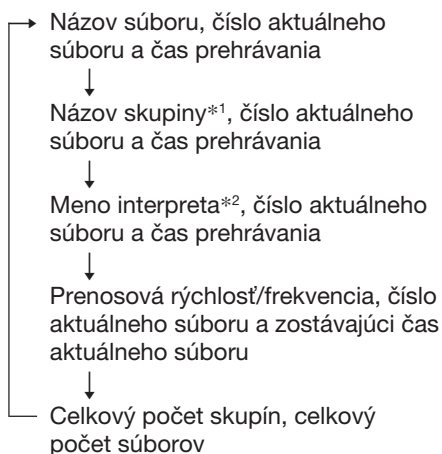 Názov súboru, číslo aktuálneho
súboru a čas prehrávania
Názov skupiny*1, číslo aktuálneho
súboru a čas prehrávania
Meno interpreta*2, číslo aktuálneho
súboru a čas prehrávania
Prenosová rýchlosť/frekvencia, číslo
aktuálneho súboru a zostávajúci čas
aktuálneho súboru
Celkový počet skupín, celkový
počet súborov